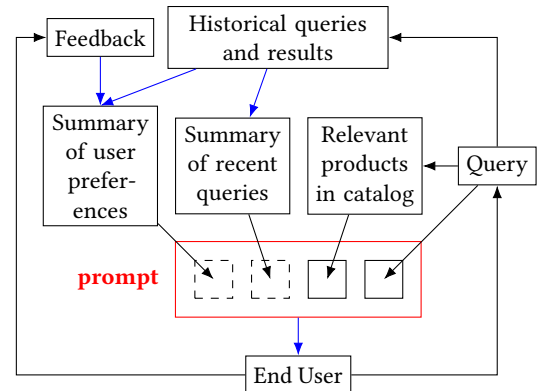 Feedback
Historical queries
and results
Summary
of user
prefer-
ences
Summary
of recent
queries
Relevant
products
in catalog
Query
prompt
End User